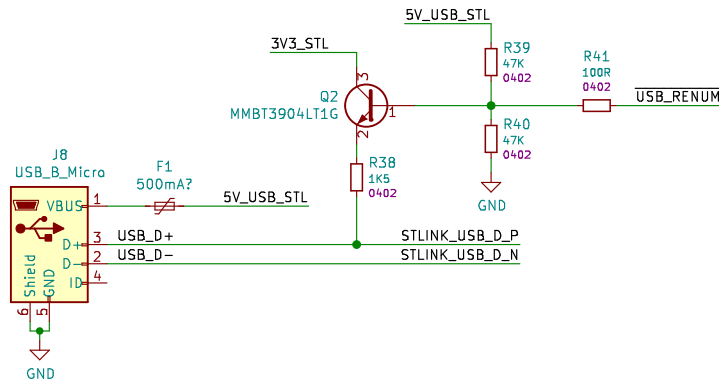 5V_USB_STL
3V3_STL
R39
47K
0402
R41
100R
0402
USB_RENUM
3
Q2
MMBT3904LT1G
1
2
R40
47K
0402
GND
J8
USB_B_Micro
F1
500mA?
R38
1K5
0402
VBUS
1
5V_USB_STL
D+
3
USB_D+
STLINK_USB_D_P
D-
2
USB_D-
STLINK_USB_D_N
ID
4
Shield
GND
6
5
GND